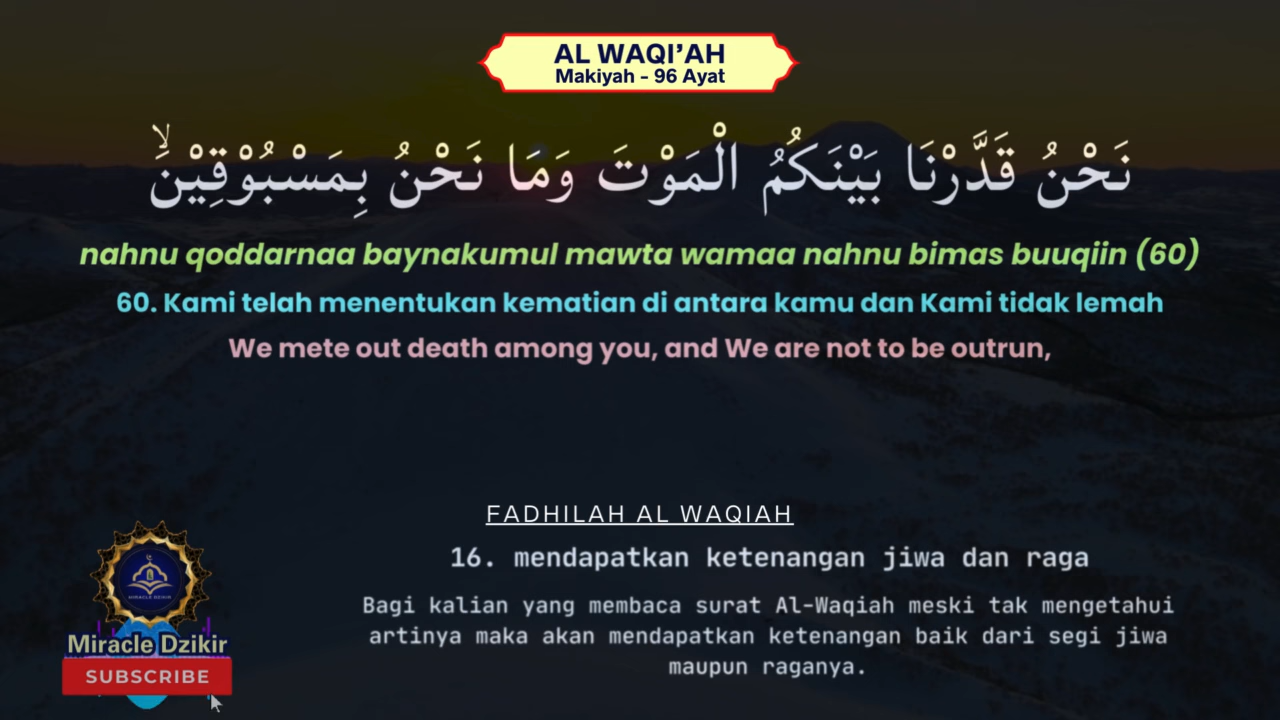 AL WAQI'AH
Makiyah - 96 Ayat
نَحْنُ قَدَّرْنَا بَيْنَكُمُ الْمَوْتَ وَمَا نَحْنُ بِمَسْبُوْقِيْنَۙ
nahnu qoddarnaa baynakumul mawta wamaa nahnu bimas buuqiin (60)
60. Kami telah menentukan kematian di antara kamu dan Kami tidak lemah
We mete out death among you, and We are not to be outrun,
FADHILAH AL WAQIAH
16. mendapatkan ketenangan jiwa dan raga
Bagi kalian yang membaca surat Al-Waqiah meski tak mengetahui
artinya maka akan mendapatkan ketenangan baik dari segi jiwa
maupun raganya.
MIRACLE DZIKIR
Miracle Dzikir
SUBSCRIBE